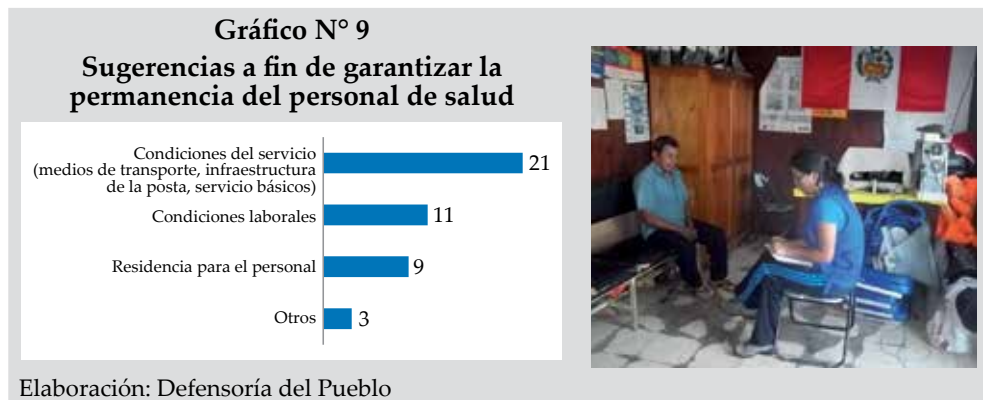 Gráfico N° 9
Sugerencias a fin de garantizar la
permanencia del personal de salud
Condiciones del servicio
(medios de transporte, infraestructura
de la posta, servicio básicos)
21
Condiciones laborales
11
Residencia para el personal
9
Otros
3
Elaboración: Defensoría del Pueblo